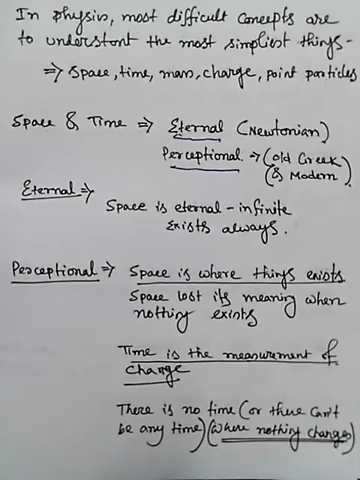 In physics, most difficult concepts are
to understant the most simpliest things -
⇒ space, time, mass, charge, point particles
Space & Time ⇒ Eternal (Newtonian)
Perceptional → (old Greek
& Modern)
Eternal ⇒
Space is eternal - infinite
exists always.
Perceptional ⇒ Space is where things exists
Space lost its meaning when
nothing exists
Time is the measurement of
change
There is no time (or there can't
be any time) (where nothing changes)